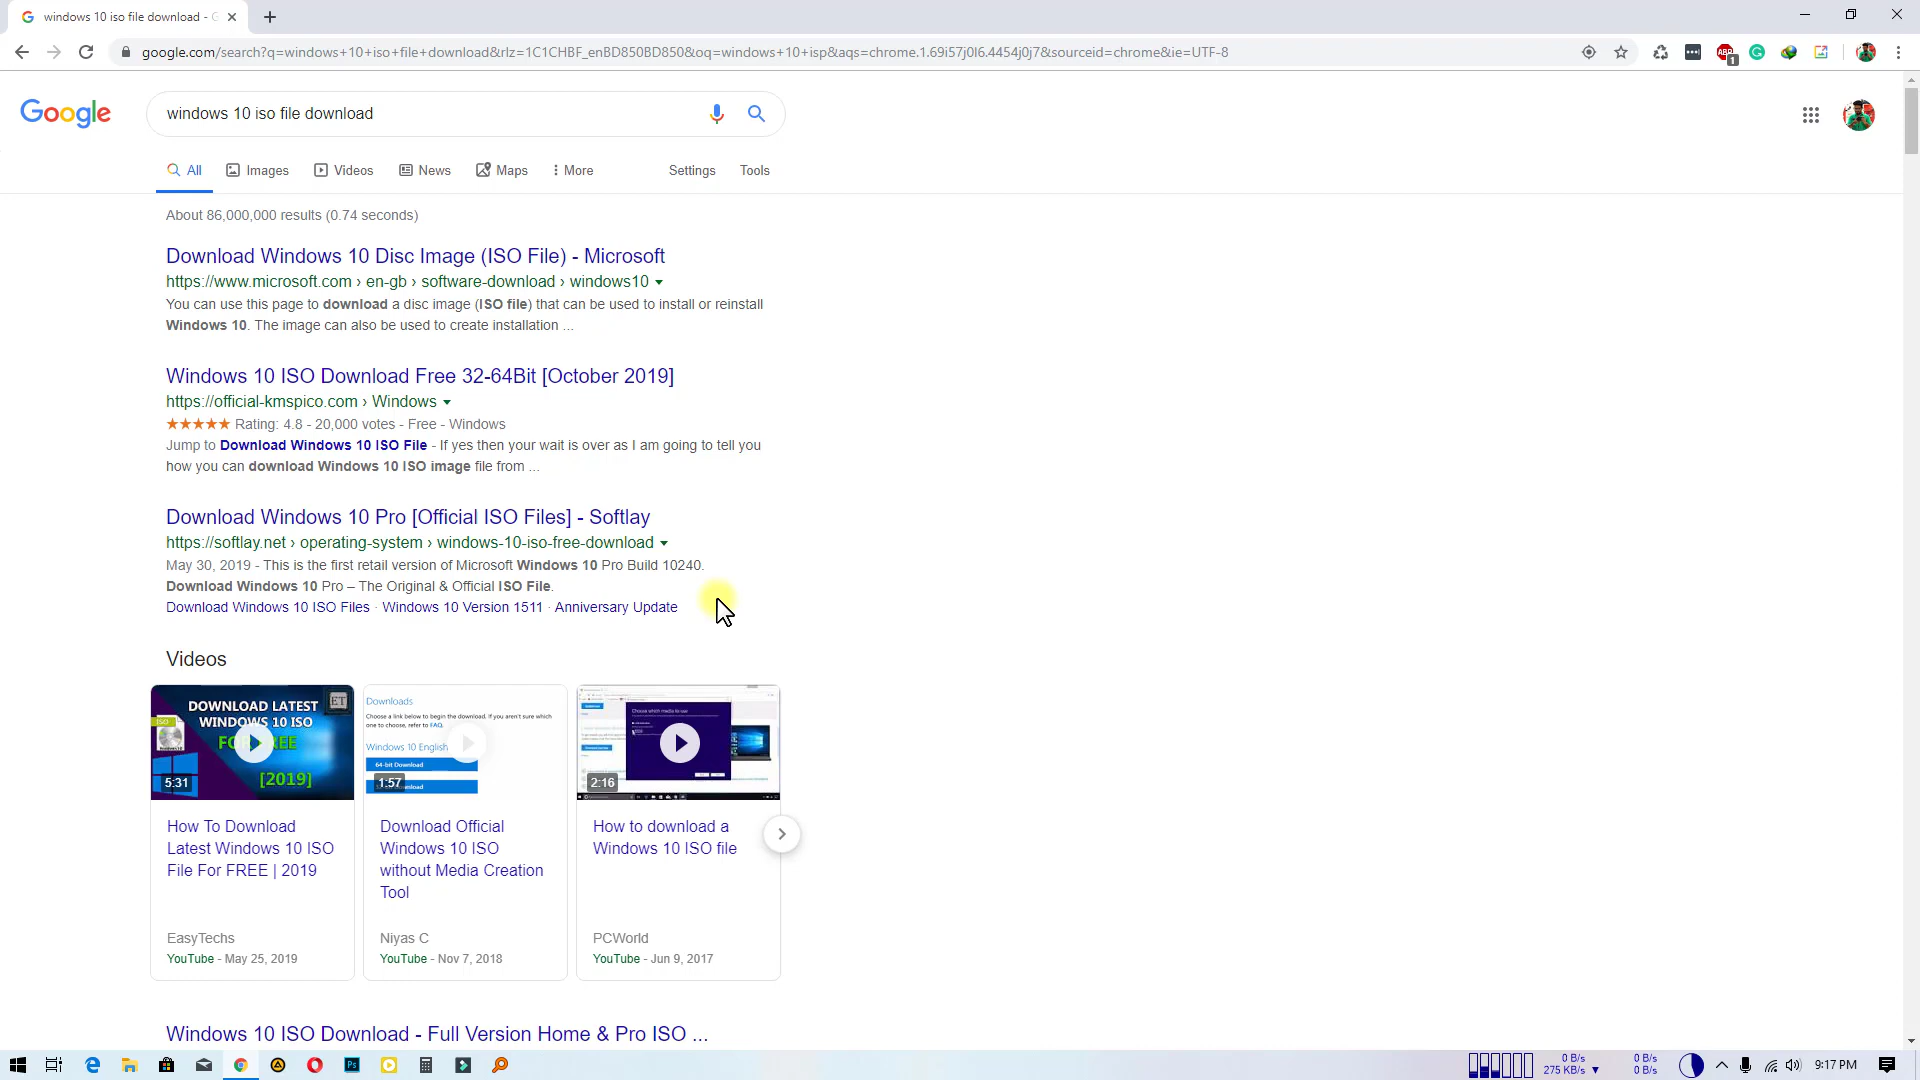 windows 10 iso file download - G
google.com/search?q=windows+10+iso+file+download&rlz=1C1CHBF_enBD850BD850&oq=windows+10+isp&aqs=chrome.1.69i57j0l6.4454j0j7&sourceid=chrome&ie=UTF-8
ABP
1
Google
windows 10 iso file download
All
Images
Videos
News
Maps
More
Settings
Tools
About 86,000,000 results (0.74 seconds)
Download Windows 10 Disc Image (ISO File) - Microsoft
https://www.microsoft.com › en-gb › software-download › windows10
You can use this page to download a disc image (ISO file) that can be used to install or reinstall
Windows 10. The image can also be used to create installation ...
Windows 10 ISO Download Free 32-64Bit [October 2019]
https://official-kmspico.com › Windows
Rating: 4.8 - 20,000 votes - Free - Windows
Jump to Download Windows 10 ISO File - If yes then your wait is over as I am going to tell you
how you can download Windows 10 ISO image file from ...
Download Windows 10 Pro [Official ISO Files] - Softlay
https://softlay.net › operating-system › windows-10-iso-free-download
May 30, 2019 - This is the first retail version of Microsoft Windows 10 Pro Build 10240.
Download Windows 10 Pro – The Original & Official ISO File.
Download Windows 10 ISO Files · Windows 10 Version 1511 · Anniversary Update
Videos
DOWNLOAD LATEST
WINDOWS 10 ISO
[2019]
ET
ISO
5:31
How To Download
Latest Windows 10 ISO
File For FREE | 2019
EasyTechs
YouTube - May 25, 2019
Downloads
Choose a link below to begin the download. If you aren't sure which
one to choose, refer to FAQ.
Windows 10 English
64-bit Download
1:57
Download Official
Windows 10 ISO
without Media Creation
Tool
Niyas C
YouTube - Nov 7, 2018
Choose which media to use
2:16
How to download a
Windows 10 ISO file
PCWorld
YouTube - Jun 9, 2017
Windows 10 ISO Download - Full Version Home & Pro ISO ...
Ps
0 B/s
275 KB/s
0 B/s
0 B/s
9:17 PM